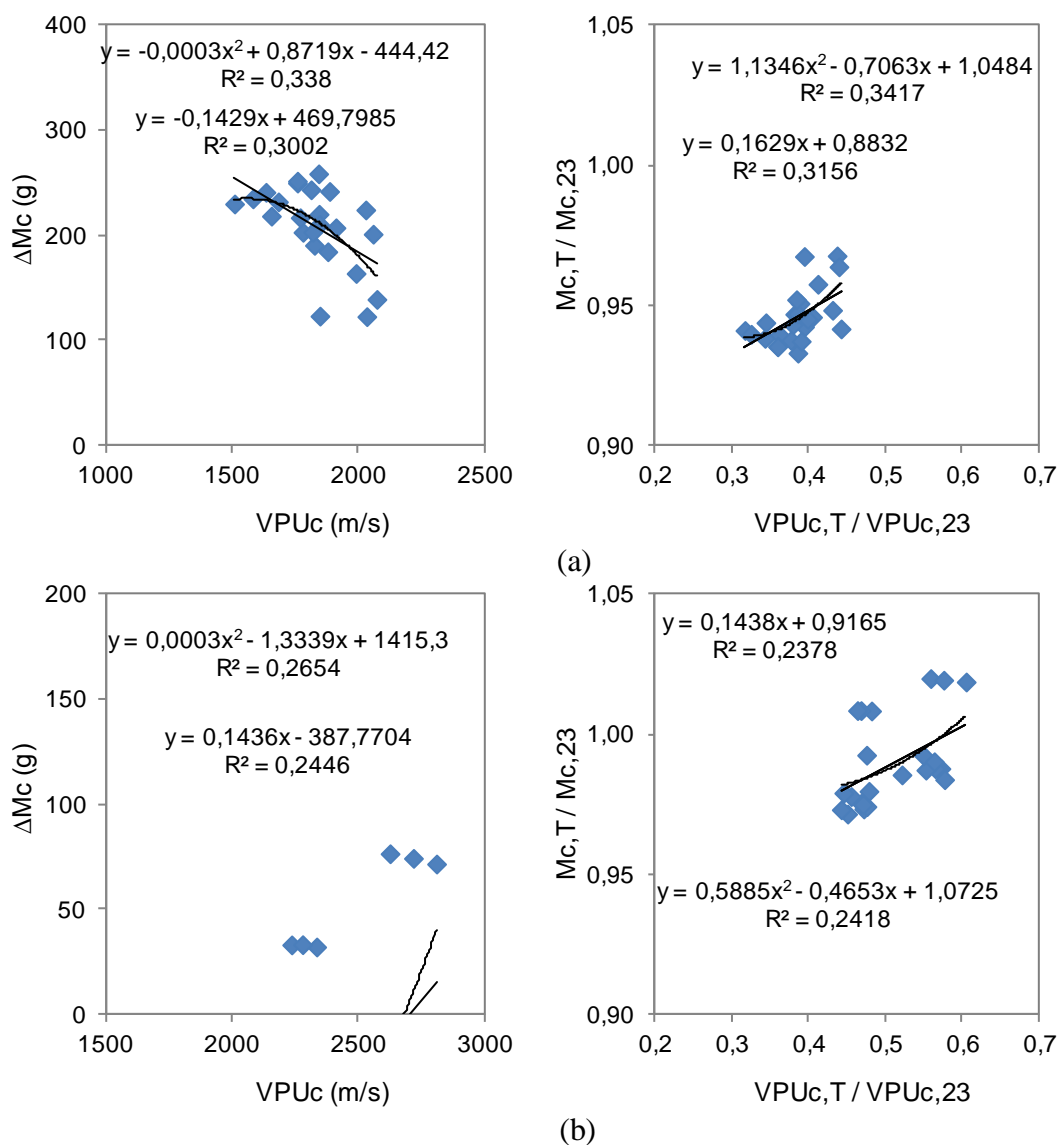 400
300
200
100
0
ΔMc (g)
y = -0,0003x² + 0,8719x - 444,42
R² = 0,338
y = -0,1429x + 469,7985
R² = 0,3002
1000 1500 2000 2500
VPUc (m/s)
1,05
1,00
0,95
0,90
Mc,T / Mc,23
y = 1,1346x² - 0,7063x + 1,0484
R² = 0,3417
y = 0,1629x + 0,8832
R² = 0,3156
0,2 0,3 0,4 0,5 0,6 0,7
VPUc,T / VPUc,23
(a)
200
150
100
50
0
ΔMc (g)
y = 0,0003x² - 1,3339x + 1415,3
R² = 0,2654
y = 0,1436x - 387,7704
R² = 0,2446
1500 2000 2500 3000
VPUc (m/s)
1,05
1,00
0,95
0,90
Mc,T / Mc,23
y = 0,1438x + 0,9165
R² = 0,2378
y = 0,5885x² - 0,4653x + 1,0725
R² = 0,2418
0,2 0,3 0,4 0,5 0,6 0,7
VPUc,T / VPUc,23
(b)